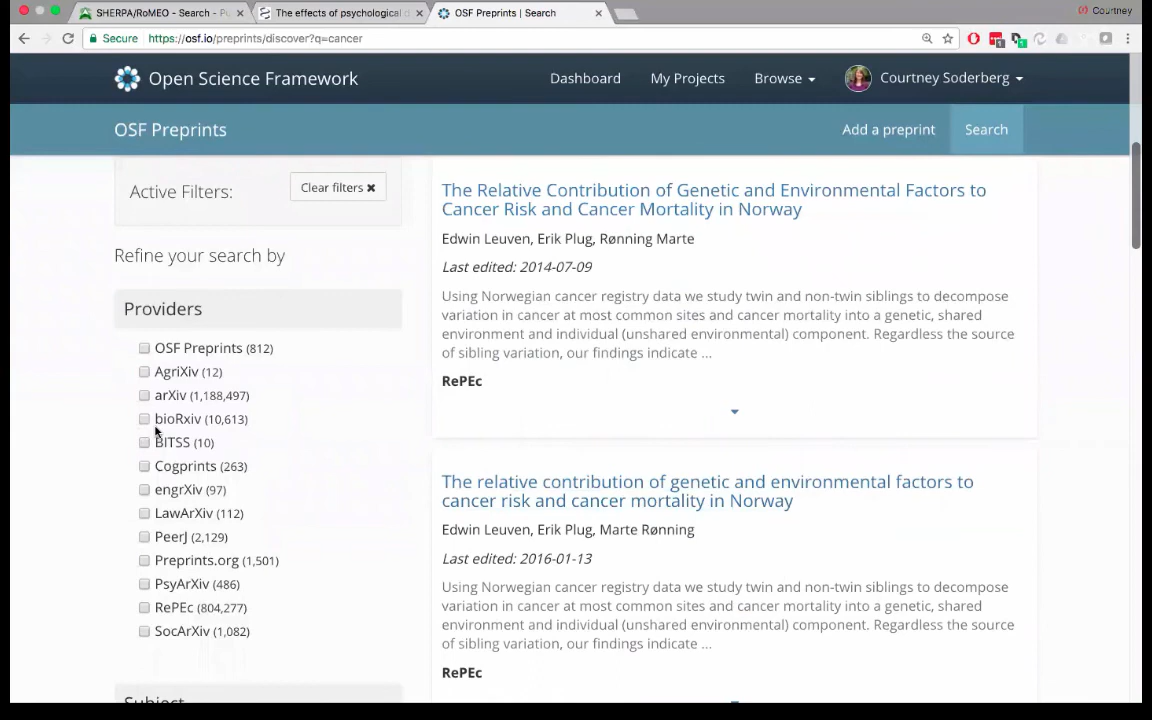 SHERPA/RoMEO - Search - Pu
The effects of psychological d
OSF Preprints | Search
Courtney
Secure
https://osf.io/preprints/discover?q=cancer
Open Science Framework
Dashboard
My Projects
Browse
Courtney Soderberg
OSF Preprints
Add a preprint
Search
Active Filters:
Clear filters ×
Refine your search by
Providers
OSF Preprints (812)
AgriXiv (12)
arXiv (1,188,497)
bioRxiv (10,613)
BITSS (10)
Cogprints (263)
engrXiv (97)
LawArXiv (112)
PeerJ (2,129)
Preprints.org (1,501)
PsyArXiv (486)
RePEc (804,277)
SocArXiv (1,082)
Subject
The Relative Contribution of Genetic and Environmental Factors to
Cancer Risk and Cancer Mortality in Norway
Edwin Leuven, Erik Plug, Rønning Marte
Last edited: 2014-07-09
Using Norwegian cancer registry data we study twin and non-twin siblings to decompose
variation in cancer at most common sites and cancer mortality into a genetic, shared
environment and individual (unshared environmental) component. Regardless the source
of sibling variation, our findings indicate ...
RePEc
The relative contribution of genetic and environmental factors to
cancer risk and cancer mortality in Norway
Edwin Leuven, Erik Plug, Marte Rønning
Last edited: 2016-01-13
Using Norwegian cancer registry data we study twin and non-twin siblings to decompose
variation in cancer at most common sites and cancer mortality into a genetic, shared
environment and individual (unshared environmental) component. Regardless the source
of sibling variation, our findings indicate ...
RePEc